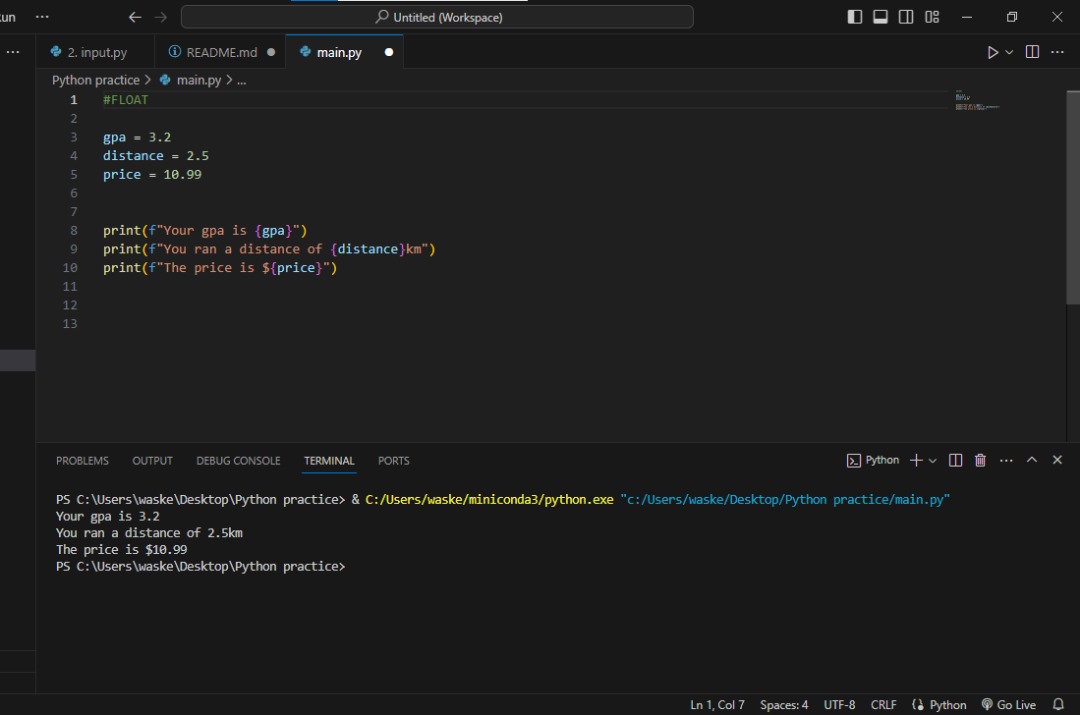 un ... Untitled (Workspace)
... 2. input.py README.md main.py ...
Python practice > main.py > ...
1 #FLOAT
2
3 gpa = 3.2
4 distance = 2.5
5 price = 10.99
6
7
8 print(f"Your gpa is {gpa}")
9 print(f"You ran a distance of {distance}km")
10 print(f"The price is ${price}")
11
12
13
PROBLEMS OUTPUT DEBUG CONSOLE TERMINAL PORTS Python ...
PS C:\Users\waske\Desktop\Python practice> & C:/Users/waske/miniconda3/python.exe "c:/Users/waske/Desktop/Python practice/main.py"
Your gpa is 3.2
You ran a distance of 2.5km
The price is $10.99
PS C:\Users\waske\Desktop\Python practice>
Ln 1, Col 7 Spaces: 4 UTF-8 CRLF Python Go Live